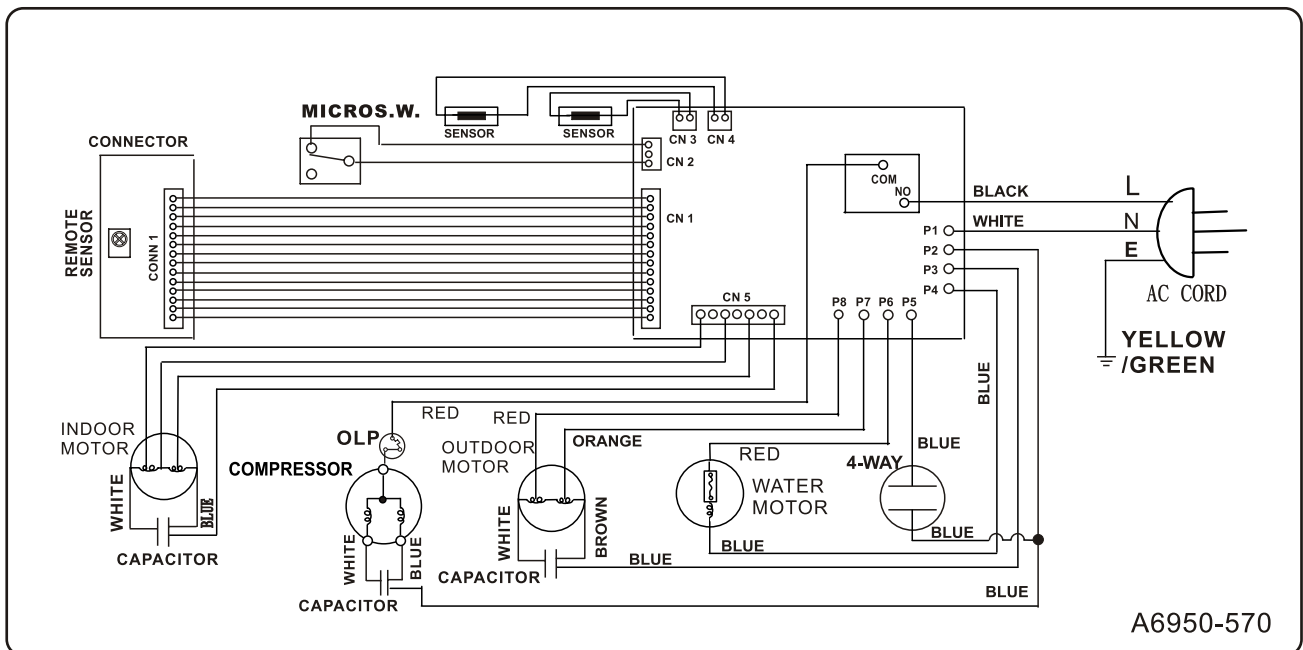 MICROS.W.
SENSOR
SENSOR
CN 3
CN 4
CONNECTOR
CN 2
COM
NO
BLACK
L
REMOTE
SENSOR
CONN 1
CN 1
WHITE
N
P1
P2
E
P3
P4
AC CORD
CN 5
P8
P7
P6
P5
YELLOW
/GREEN
BLUE
INDOOR
MOTOR
RED
RED
OLP
OUTDOOR
MOTOR
ORANGE
BLUE
COMPRESSOR
RED
4-WAY
WATER
MOTOR
WHITE
BLUE
WHITE
BROWN
BLUE
BLUE
CAPACITOR
WHITE
BLUE
CAPACITOR
BLUE
CAPACITOR
BLUE
A6950-570